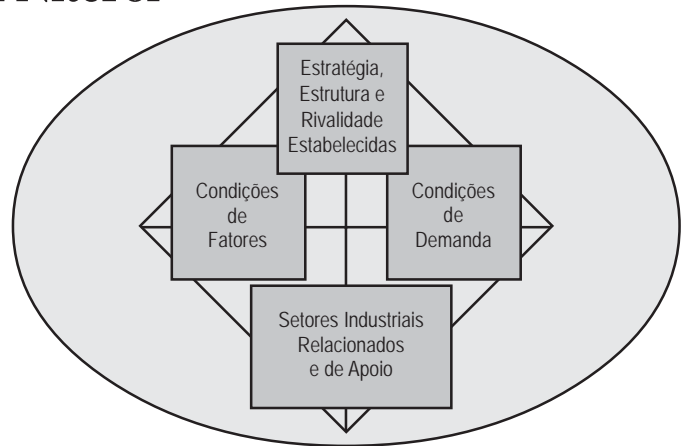 Estratégia,
Estrutura e
Rivalidade
Estabelecidas
Condições
de
Fatores
Condições
de
Demanda
Setores Industriais
Relacionados
e de Apoio